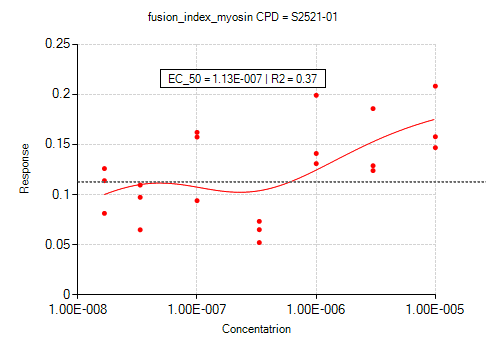 fusion_index_myosin CPD = S2521-01
0.25
EC_50 = 1.13E-007 | R2 = 0.37
0.2
0.15
Response
0.1
0.05
0
1.00E-008 1.00E-007 1.00E-006 1.00E-005
Concentatrion